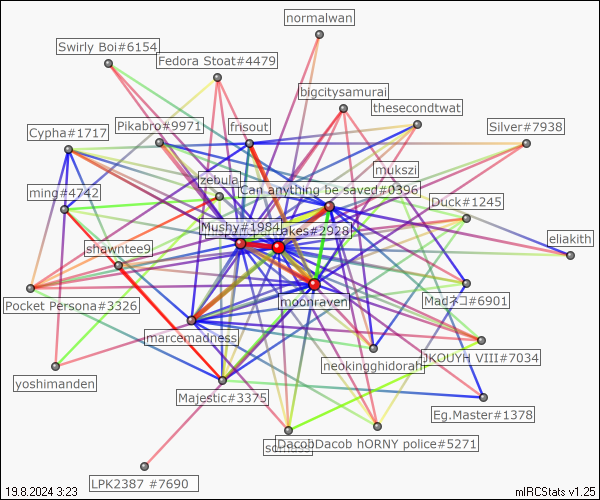 normalwan
Swirly Boi#6154
Fedora Stoat#4479
bigcitysamurai
thesecondtwat
Cypha#1717
Pikabro#9971
frisout
Silver#7938
mukszi
ming#4742
zebula
Can anything be saved#0396
Duck#1245
Mushy#1984
akes#2928
eliakith
shawntee9
moonraven
Pocket Persona#3326
Madネコ#6901
marcemadness
neokingghidorah
JKOUYH VIII#7034
yoshimanden
Majestic#3375
Eg.Master#1378
DacobDacob hORNY police#5271
LPK2387 #7690
19.8.2024 3:23
mIRCStats v1.25